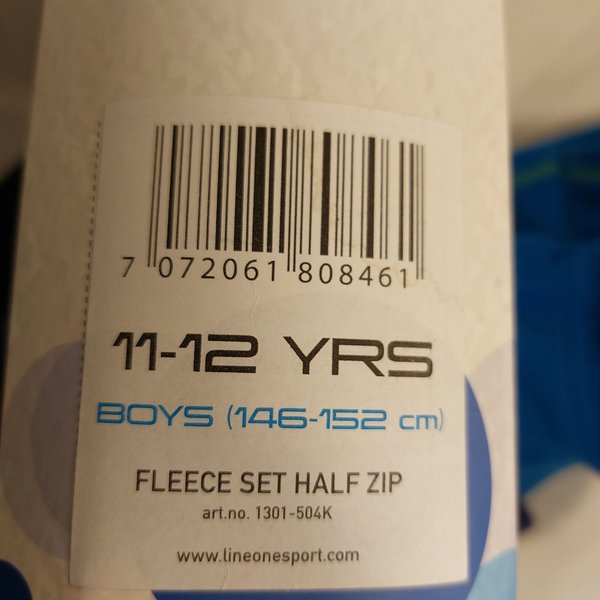 7 072061 808461
11-12 YRS
BOYS (146-152 cm)
FLEECE SET HALF ZIP
art.no. 1301-504K
www.lineonesport.com